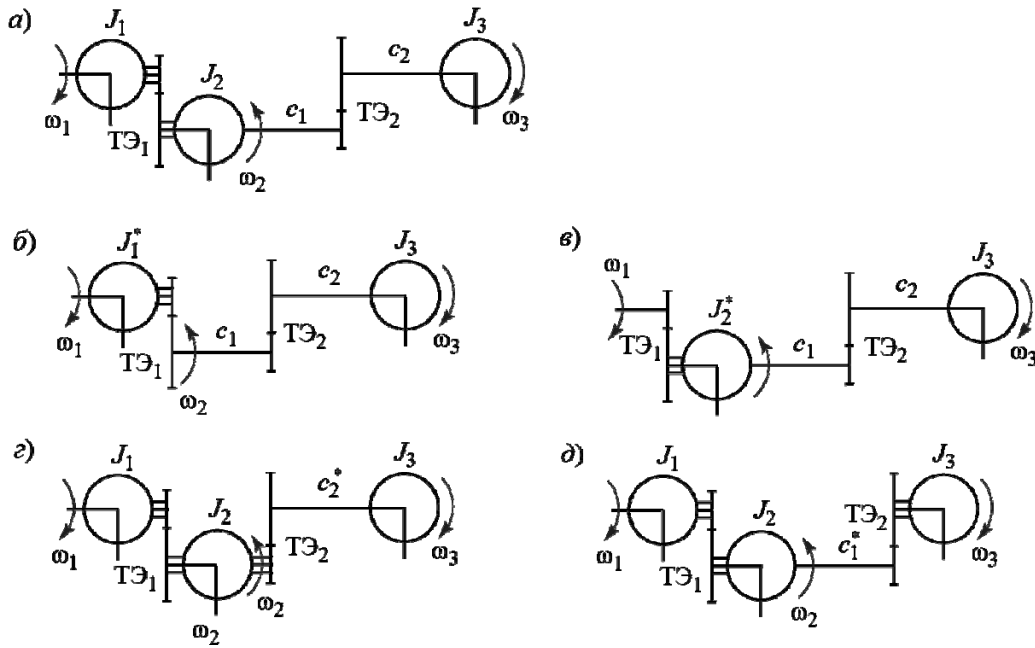 а)
J₁
J₂
J₃
c₁
c₂
ω₁
ТЭ₁
ω₂
ТЭ₂
ω₃
б)
J₁*
J₃
c₂
c₁
ω₁
ТЭ₁
ТЭ₂
ω₂
ω₃
в)
ω₁
J₂*
J₃
c₂
c₁
ТЭ₁
ТЭ₂
ω₃
г)
J₁
J₂
c₂*
J₃
ω₁
ТЭ₁
ТЭ₂
ω₂
ω₂
ω₃
д)
J₁
J₂
J₃
ТЭ₂
c₁*
ω₁
ТЭ₁
ω₂
ω₃